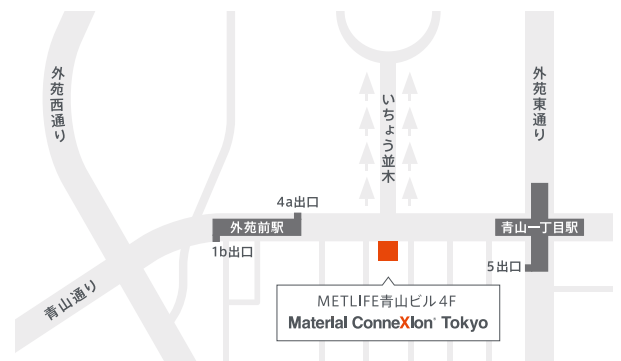 外苑西通り
いちょう並木
外苑東通り
4a出口
外苑前駅
青山一丁目駅
1b出口
5出口
青山通り
METLIFE青山ビル4F
Material ConneXion® Tokyo